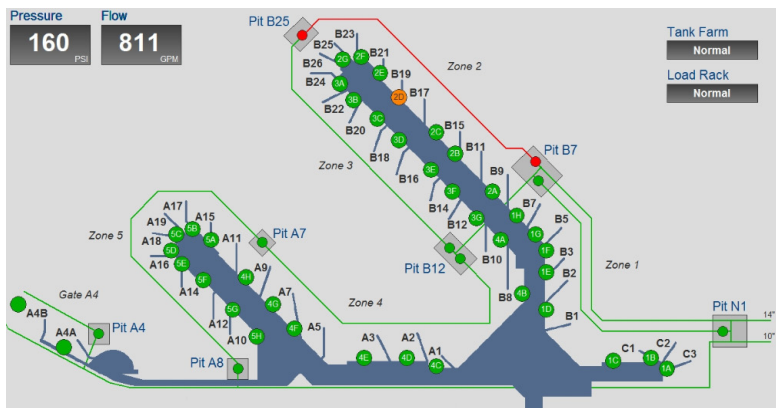 Pressure
Flow
160
PSI
811
GPM
Pit B25
B23
B25
B21
B26
B19
B24
B17
B22
B15
B20
B11
B18
B9
B16
B7
B14
B5
B12
B3
B10
B2
B8
B1
2G
2F
2E
3A
3B
2D
3C
3D
2C
2B
3E
3F
2A
3G
1H
4A
1G
1F
1E
4B
1D
Zone 2
Zone 3
Tank Farm
Normal
Load Rack
Normal
Pit B7
Zone 1
Pit B12
Pit N1
14"
10"
A17
A19
A15
A18
A11
A16
A9
A14
A7
A12
A5
A10
5C
5B
5A
5D
5E
5F
4H
5G
4G
5H
4F
Zone 5
Pit A7
Zone 4
Gate A4
A4B
A4A
Pit A4
Pit A8
A3
A2
A1
4E
4D
4C
C1
C2
C3
1C
1B
1A